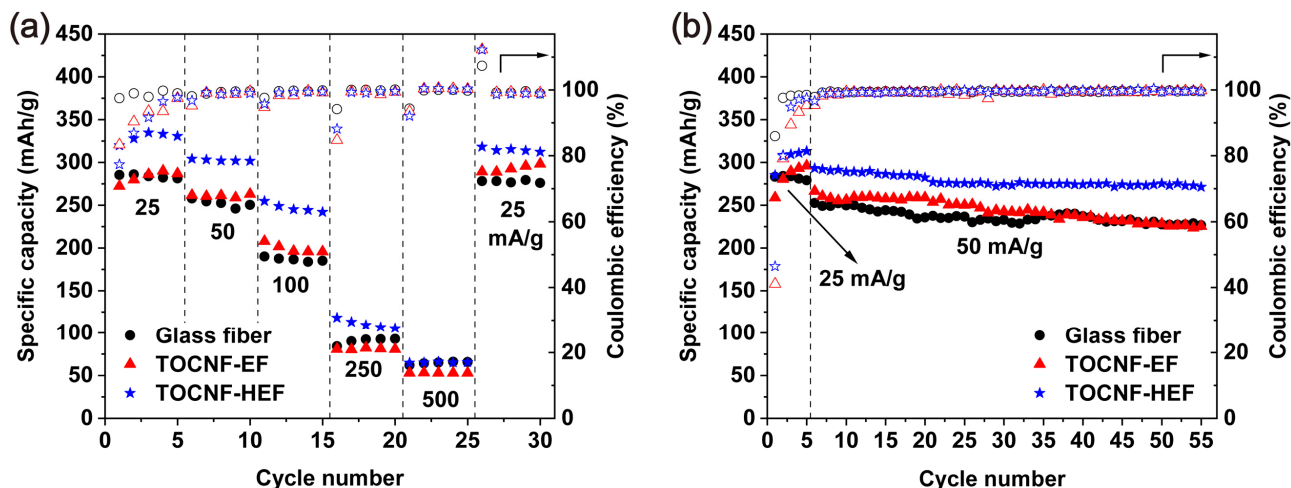 (a)
450
400
350
300
250
200
150
100
50
0
Specific capacity (mAh/g)
25
50
100
250
500
25
mA/g
Glass fiber
TOCNF-EF
TOCNF-HEF
0 5 10 15 20 25 30
Cycle number
100
80
60
40
20
0
Coulombic efficiency (%)
(b)
450
400
350
300
250
200
150
100
50
0
Specific capacity (mAh/g)
25 mA/g
50 mA/g
Glass fiber
TOCNF-EF
TOCNF-HEF
0 5 10 15 20 25 30 35 40 45 50 55
Cycle number
100
80
60
40
20
0
Coulombic efficiency (%)